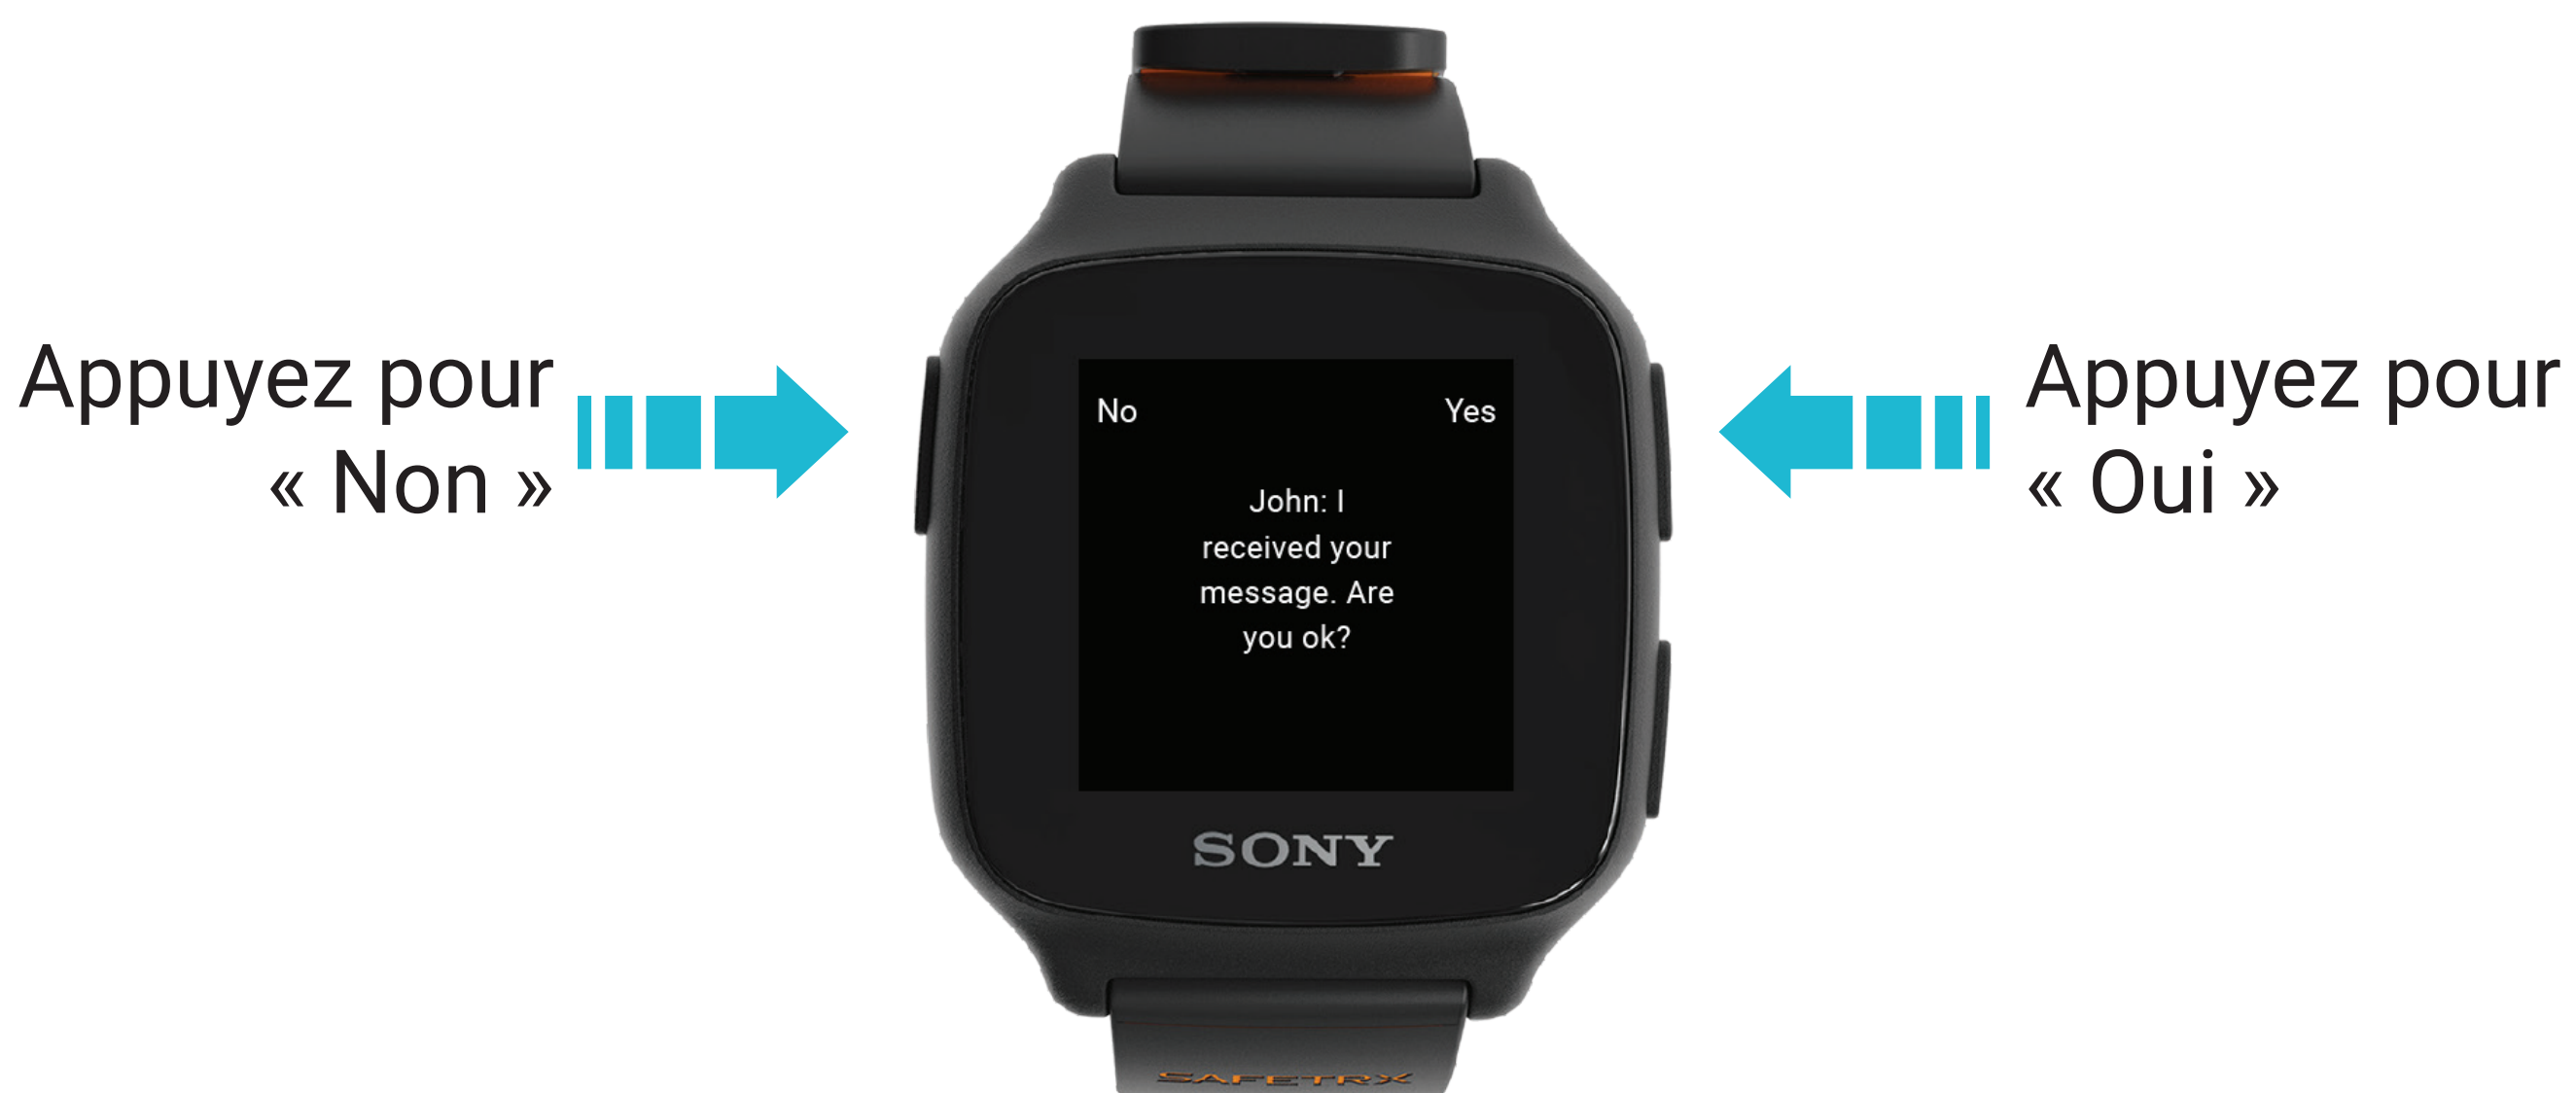 Appuyez pour
« Non »
No
Yes
John: I
received your
message. Are
you ok?
SONY
SAFETRX
Appuyez pour
« Oui »